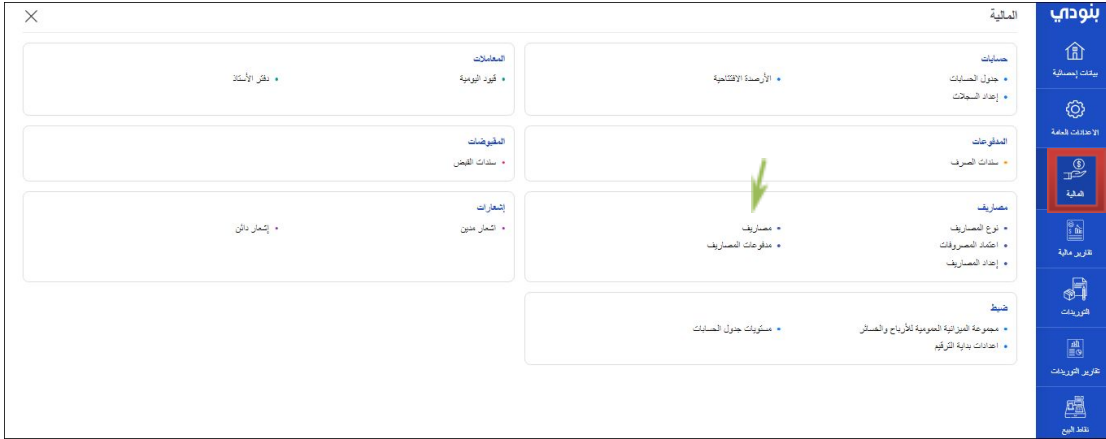 بنودي
بيانات إحصائية
الاعدادات العامة
المالية
تقارير مالية
التوريدات
تقارير التوريدات
نقاط البيع
المالية
حسابات
جدول الحسابات
الأرصدة الافتتاحية
إعداد السجلات
المعاملات
قيود اليومية
دفتر الأستاذ
المدفوعات
سندات الصرف
المقبوضات
سندات القبض
مصاريف
نوع المصاريف
مصاريف
اعتماد المصروفات
مدفوعات المصاريف
إعداد المصاريف
إشعارات
اشعار مدين
إشعار دائن
ضبط
مجموعة الميزانية العمومية للأرباح والخسائر
مستويات جدول الحسابات
اعدادات بداية الترقيم